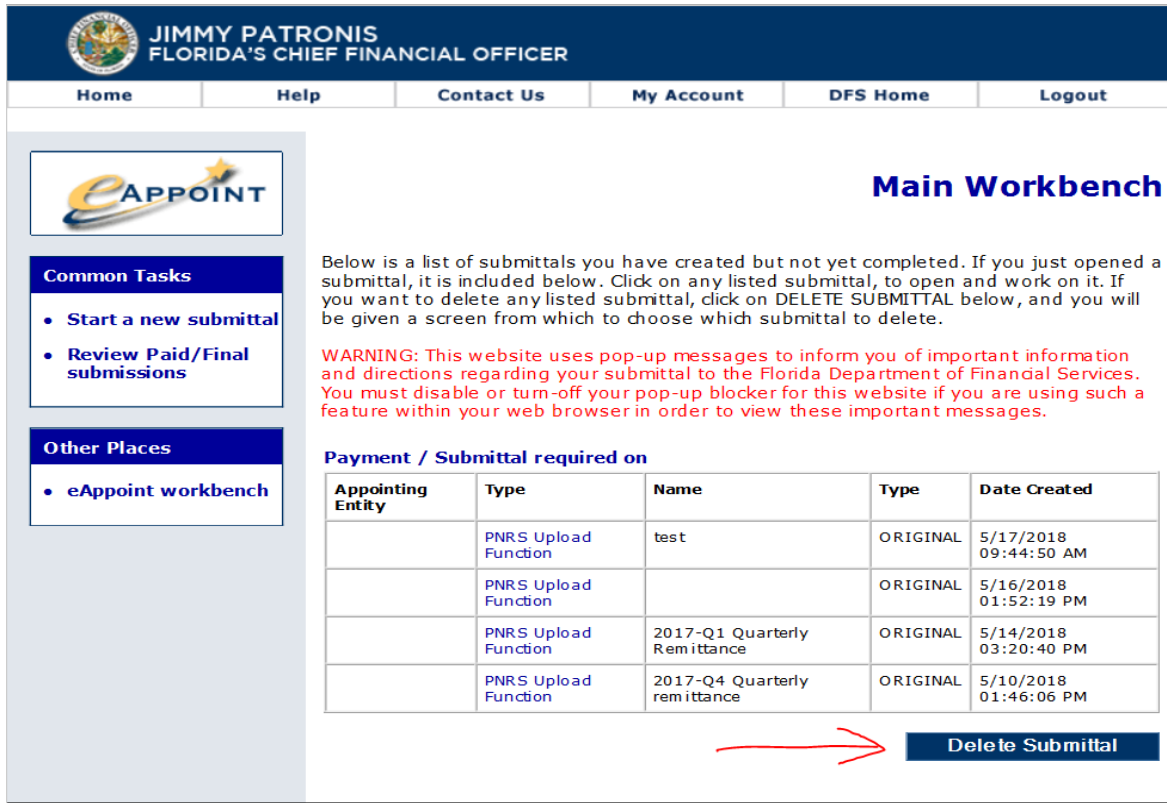 JIMMY PATRONIS
FLORIDA'S CHIEF FINANCIAL OFFICER
Home Help Contact Us My Account DFS Home Logout
eAPPOINT
Main Workbench
Common Tasks
• Start a new submittal
• Review Paid/Final
submissions
Other Places
• eAppoint workbench
Below is a list of submittals you have created but not yet completed. If you just opened a
submittal, it is included below. Click on any listed submittal, to open and work on it. If
you want to delete any listed submittal, click on DELETE SUBMITTAL below, and you will
be given a screen from which to choose which submittal to delete.
WARNING: This website uses pop-up messages to inform you of important information
and directions regarding your submittal to the Florida Department of Financial Services.
You must disable or turn-off your pop-up blocker for this website if you are using such a
feature within your web browser in order to view these important messages.
Payment / Submittal required on
Appointing Type Name Type Date Created
Entity
PNRS Upload test ORIGINAL 5/17/2018
Function 09:44:50 AM
PNRS Upload ORIGINAL 5/16/2018
Function 01:52:19 PM
PNRS Upload 2017-Q1 Quarterly ORIGINAL 5/14/2018
Function Remittance 03:20:40 PM
PNRS Upload 2017-Q4 Quarterly ORIGINAL 5/10/2018
Function remittance 01:46:06 PM
Delete Submittal